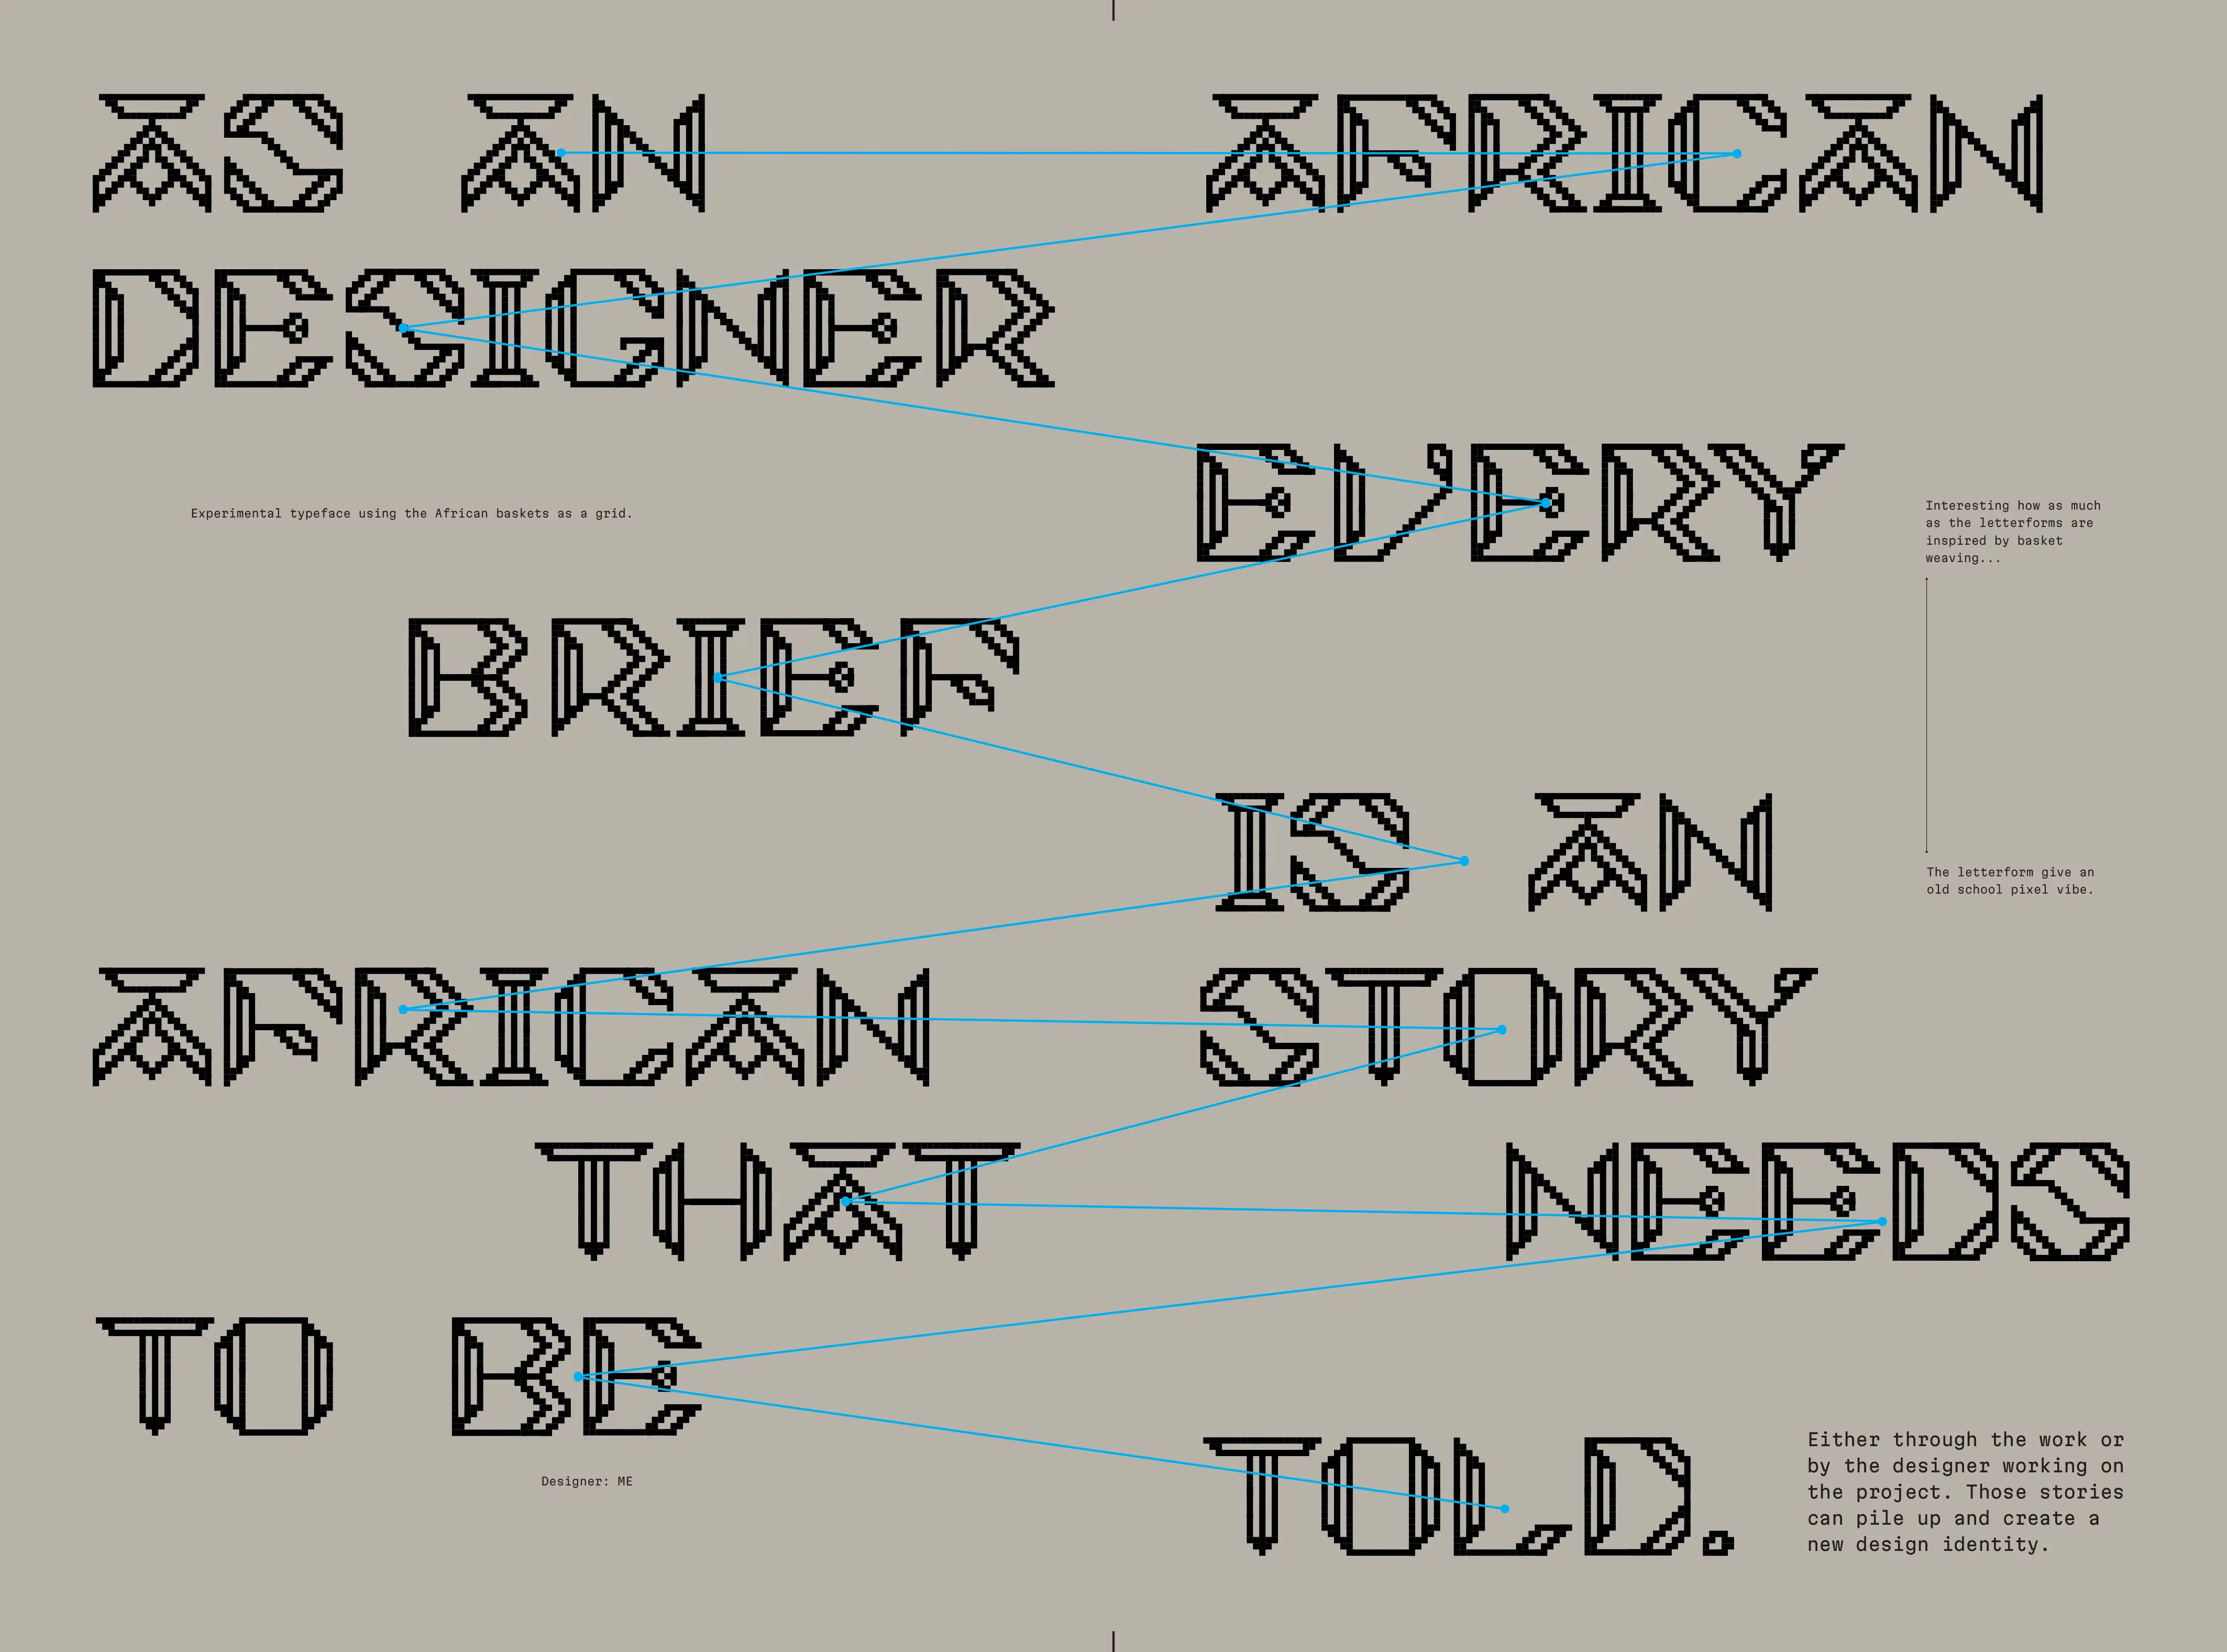 AS AN AFRICAN
DESIGNER
EVERY
Experimental typeface using the African baskets as a grid.
Interesting how as much
as the letterforms are
inspired by basket
weaving...
BRIEF
IS AN
The letterform give an
old school pixel vibe.
AFRICAN STORY
THAT NEEDS
TO BE
TOLD.
Designer: ME
Either through the work or
by the designer working on
the project. Those stories
can pile up and create a
new design identity.